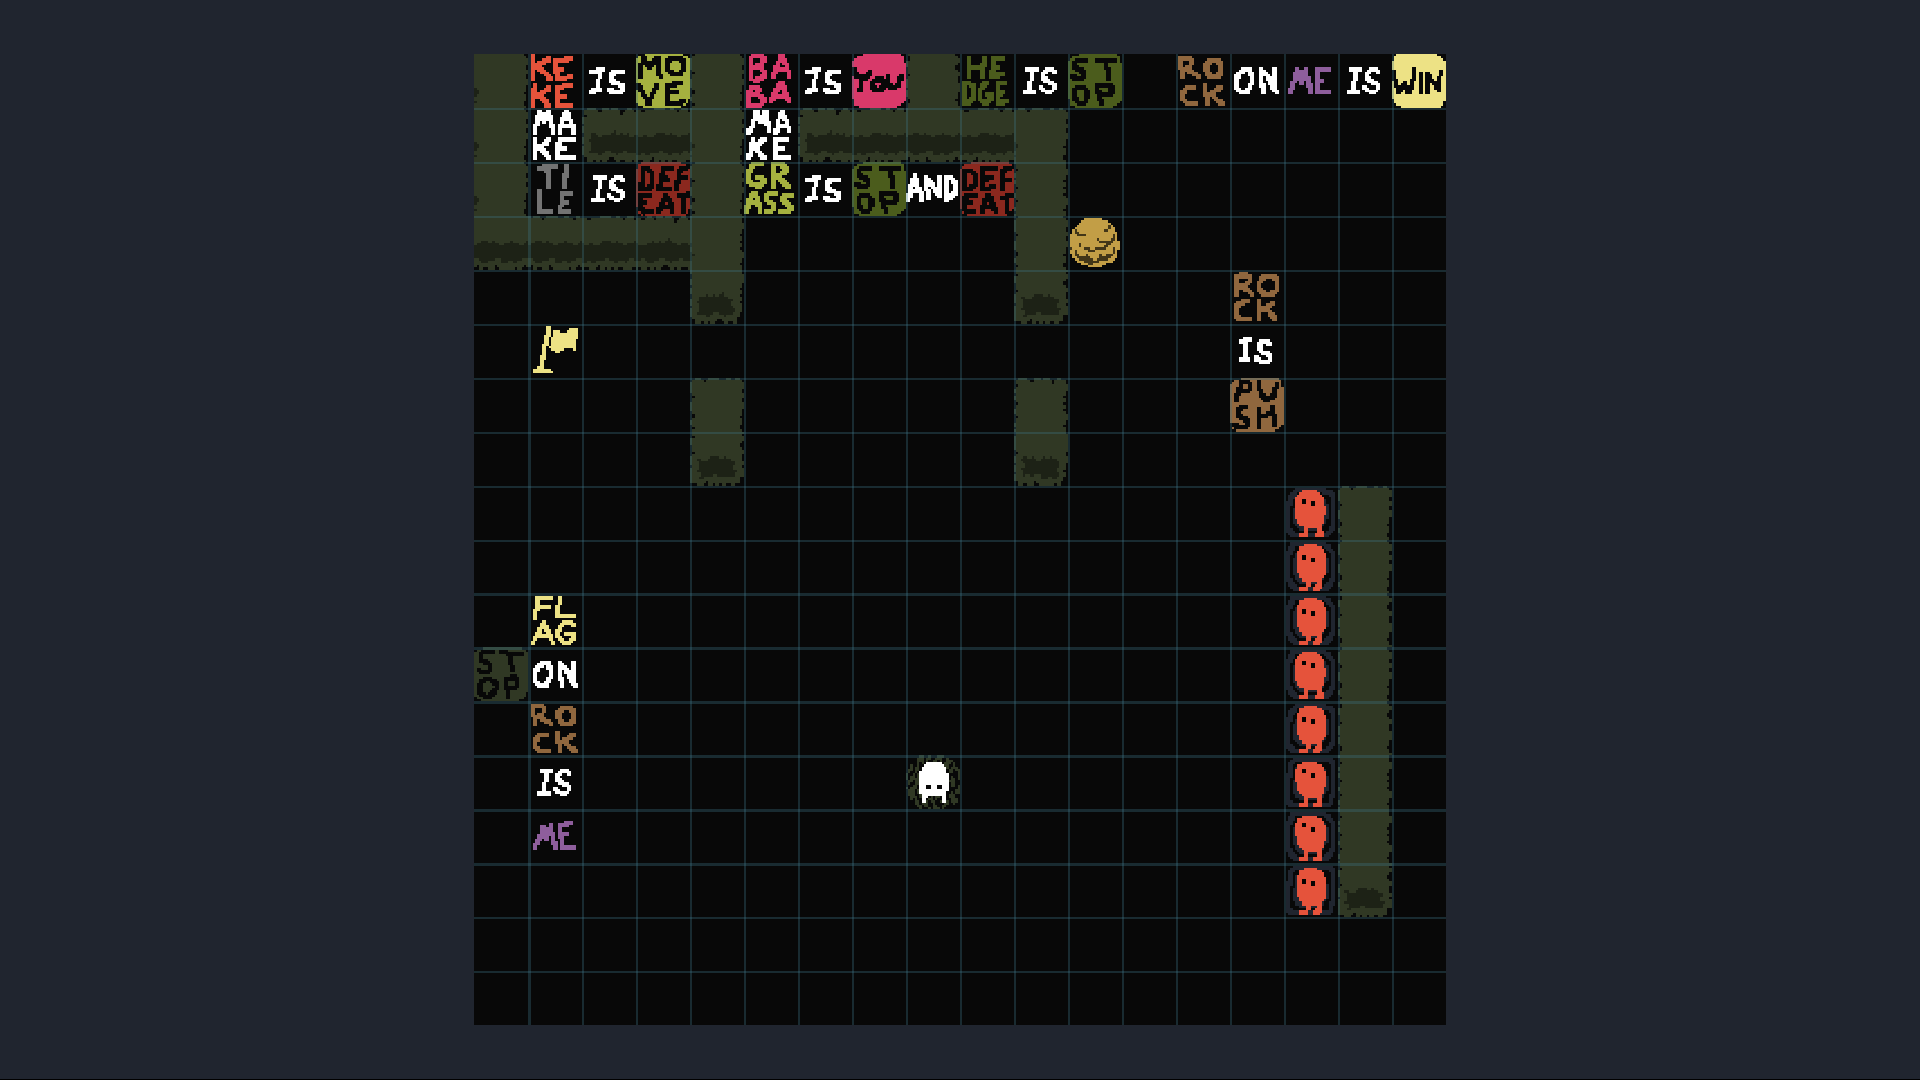 KEKE IS MOVE BABA IS YOU HEDGE IS STOP ROCK ON ME IS WIN
MAKE MAKE
TILE IS DEFEAT GRASS IS STOP AND DEFEAT
ROCK
IS
PUSH
FLAG
STOP ON
ROCK
IS
ME